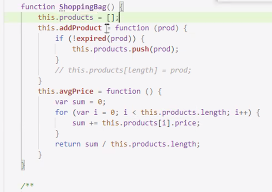 function ShoppingBag() {
this.products = [];
this.addProduct = function (prod) {
if (!expired(prod)) {
this.products.push(prod);
}
// this.products[length] = prod;
}
this.avgPrice = function () {
var sum = 0;
for (var i = 0; i < this.products.length; i++) {
sum += this.products[i].price;
}
return sum / this.products.length;
}
}
/**